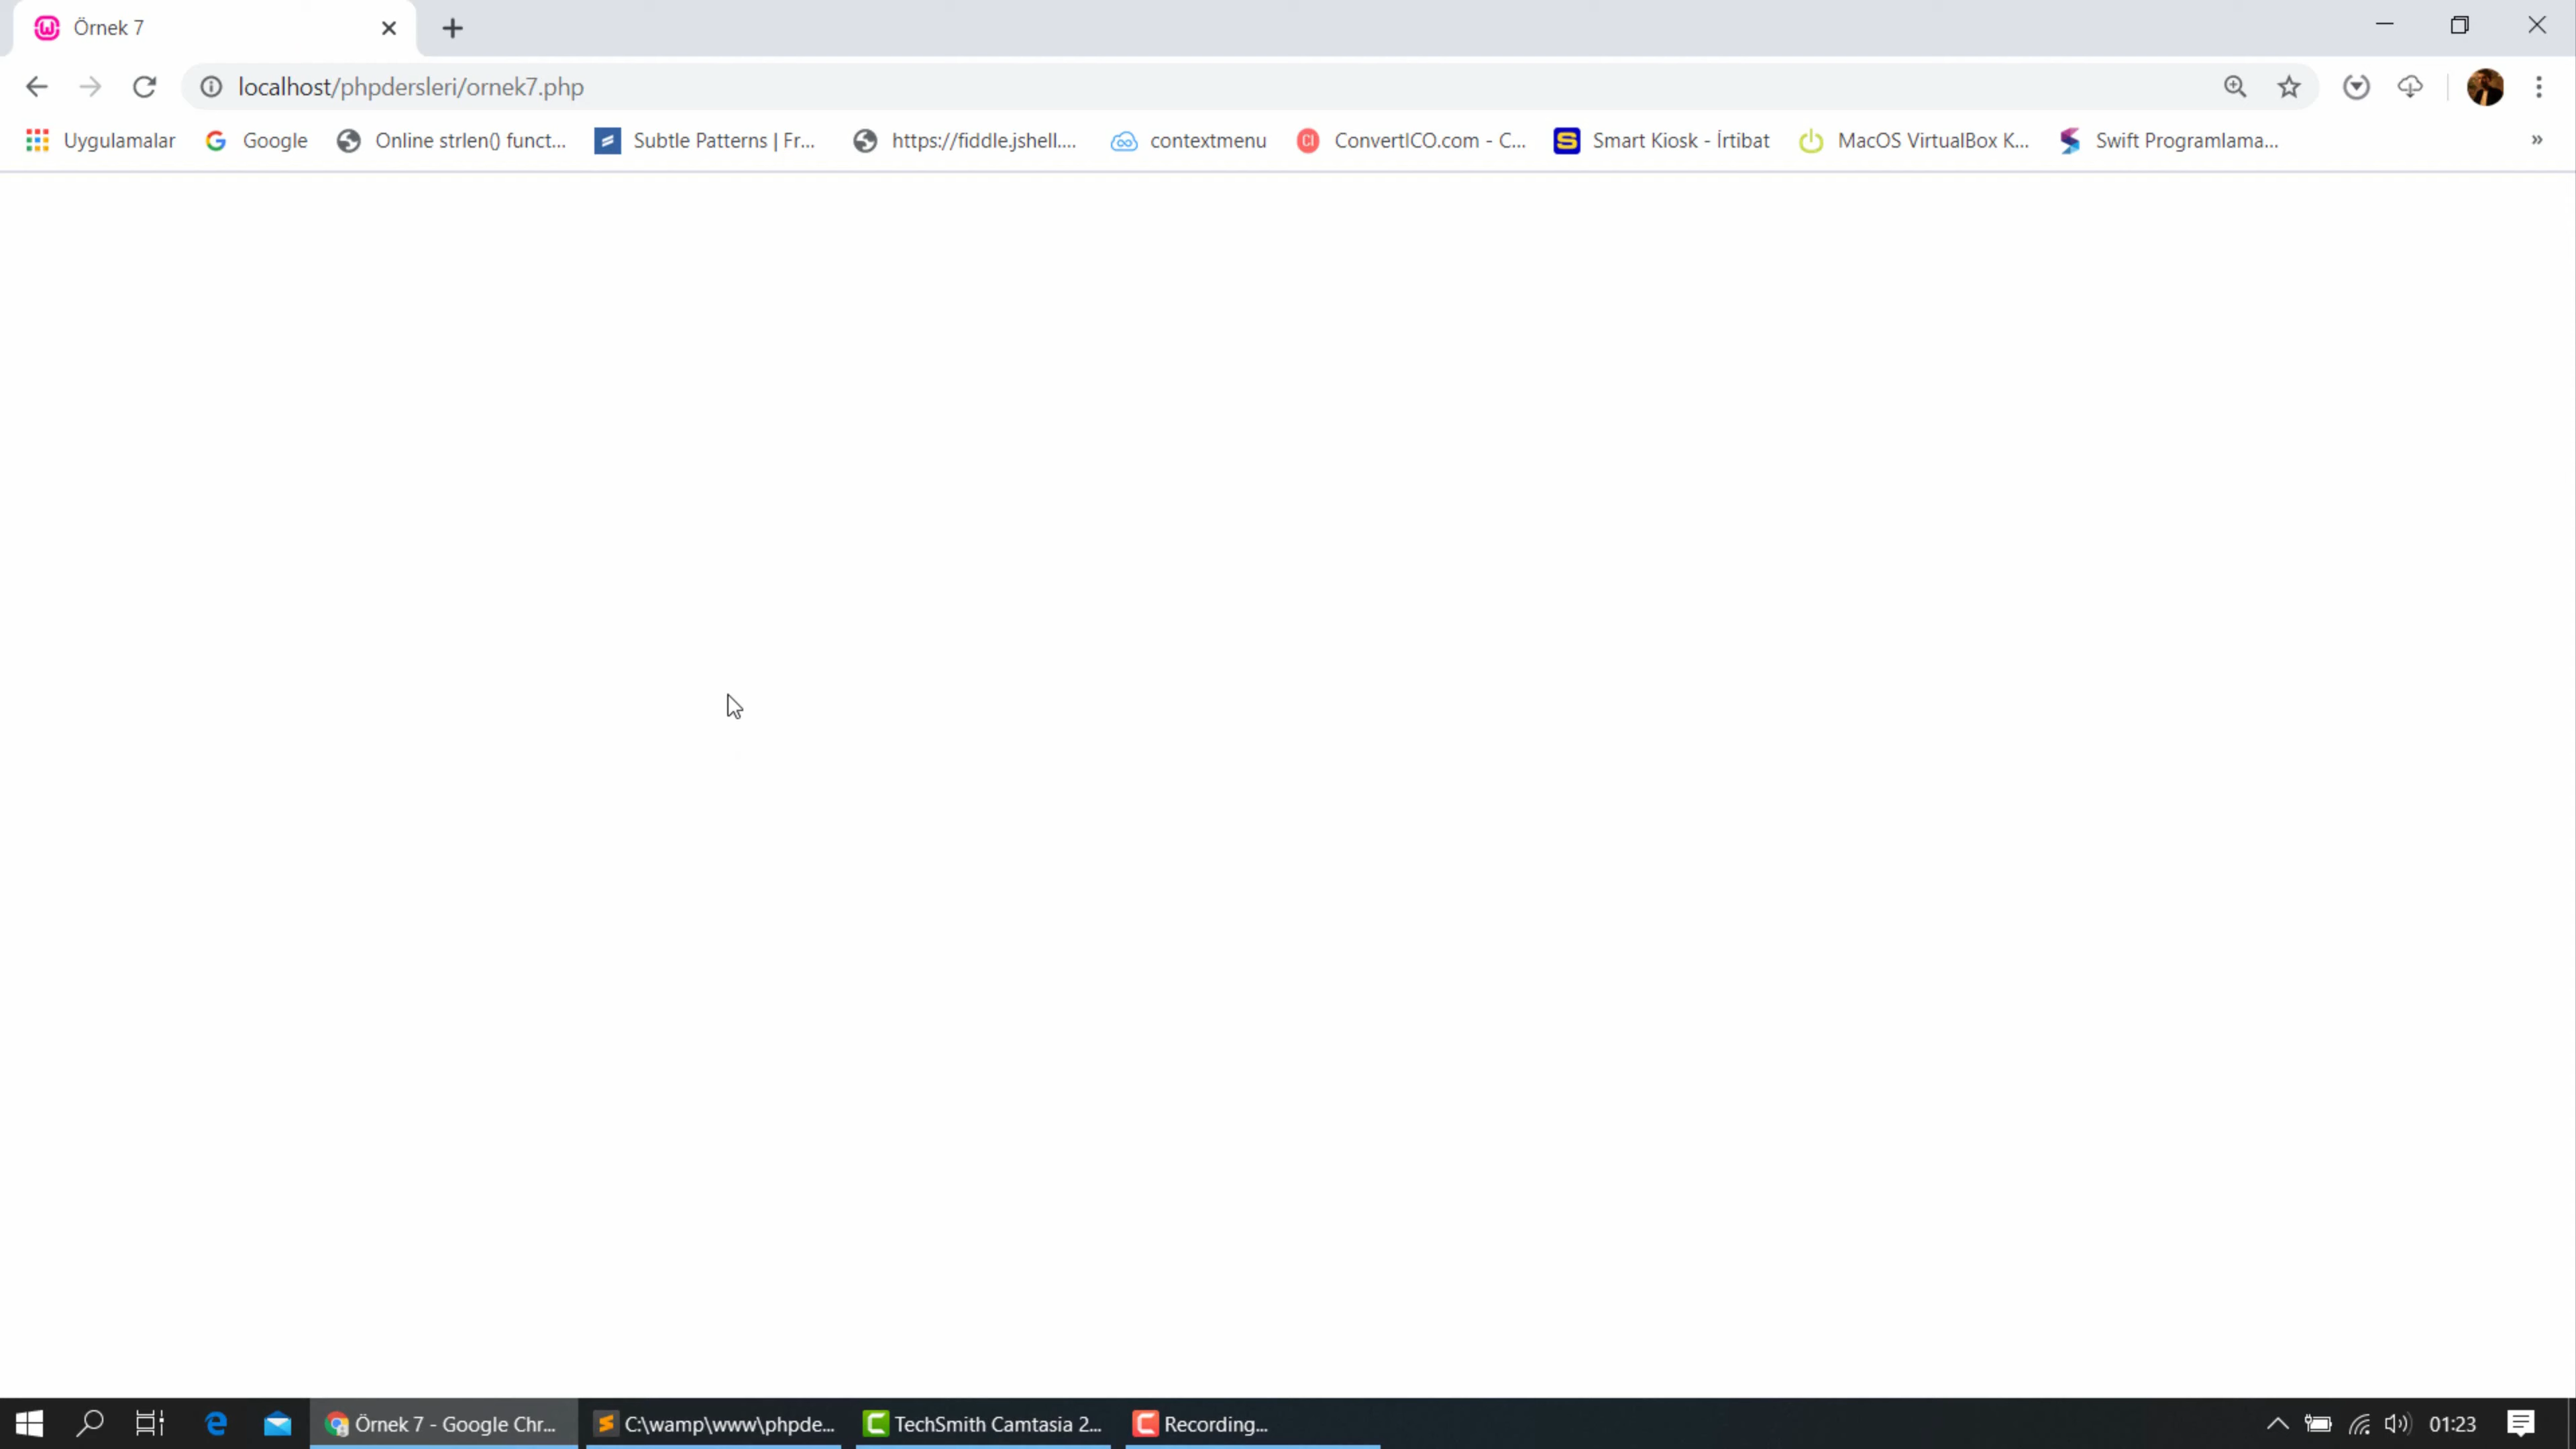 Örnek 7
localhost/phpdersleri/ornek7.php
Uygulamalar Google Online strlen() funct... Subtle Patterns | Fr... https://fiddle.jshell.... contextmenu ConvertICO.com - C... Smart Kiosk - İrtibat MacOS VirtualBox K... Swift Programlama... »
Örnek 7 - Google Chr... C:\wamp\www\phpde... TechSmith Camtasia 2... Recording... 01:23